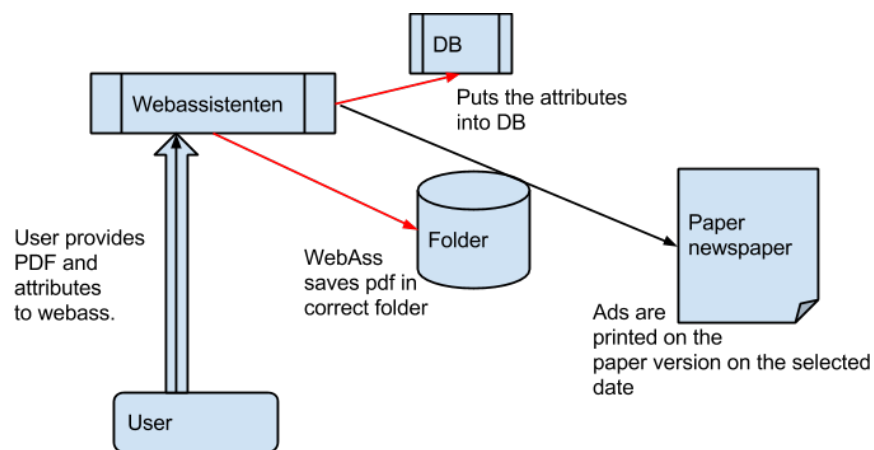 DB
Webassistenten
Puts the attributes
into DB
Paper
newspaper
User provides
PDF and
attributes
to webass.
Folder
WebAss
saves pdf in
correct folder
Ads are
printed on the
paper version on the selected
date
User